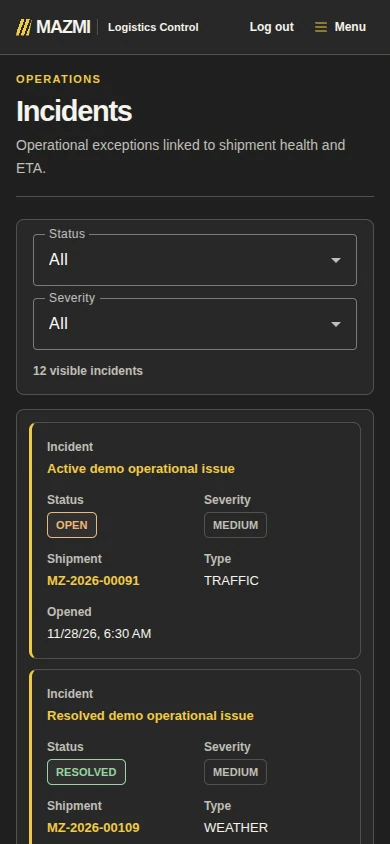 MAZMI Logistics Control Log out Menu
OPERATIONS
Incidents
Operational exceptions linked to shipment health and
ETA.
Status
All
Severity
All
12 visible incidents
Incident
Active demo operational issue
Status Severity
OPEN MEDIUM
Shipment Type
MZ-2026-00091 TRAFFIC
Opened
11/28/26, 6:30 AM
Incident
Resolved demo operational issue
Status Severity
RESOLVED MEDIUM
Shipment Type
MZ-2026-00109 WEATHER